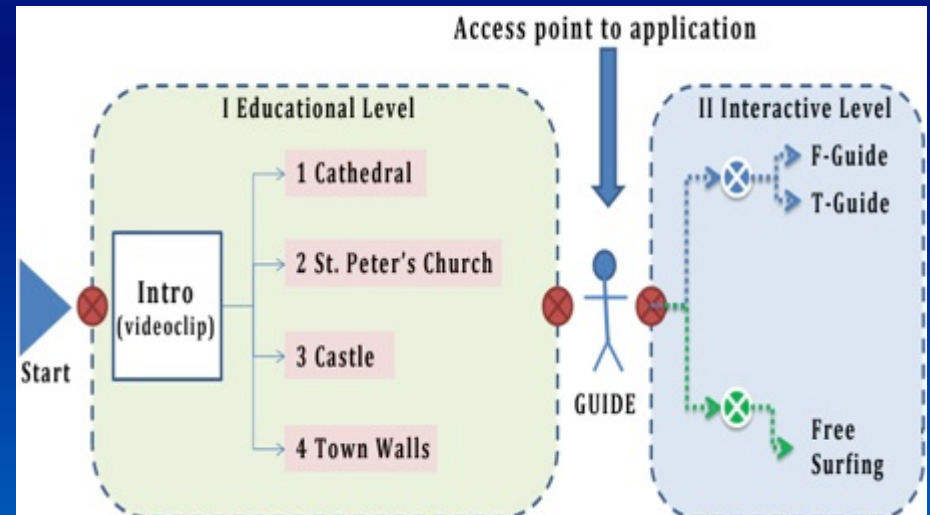 Access point to application
I Educational Level
II Interactive Level
1 Cathedral
F-Guide
T-Guide
2 St. Peter's Church
Intro
(videoclip)
Start
3 Castle
GUIDE
4 Town Walls
Free
Surfing